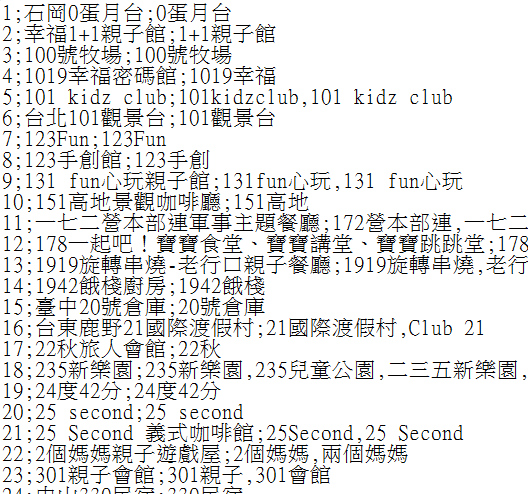 1;石岡0蛋月台;0蛋月台
2;幸福1+1親子館;1+1親子館
3;100號牧場;100號牧場
4;1019幸福密碼館;1019幸福
5;101 kidz club;101kidzclub,101 kidz club
6;台北101觀景台;101觀景台
7;123Fun;123Fun
8;123手創館;123手創
9;131 fun心玩親子館;131fun心玩,131 fun心玩
10;151高地景觀咖啡廳;151高地
11;一七二營本部連軍事主題餐廳;172營本部連,一七二
12;178一起吧！寶寶食堂、寶寶講堂、寶寶跳跳堂;178
13;1919旋轉串燒-老行口親子餐廳;1919旋轉串燒,老行
14;1942餓棧廚房;1942餓棧
15;臺中20號倉庫;20號倉庫
16;台東鹿野21國際渡假村;21國際渡假村,Club 21
17;22秋旅人會館;22秋
18;235新樂園;235新樂園,235兒童公園,二三五新樂園,
19;24度42分;24度42分
20;25 second;25 second
21;25 Second 義式咖啡館;25Second,25 Second
22;2個媽媽親子遊戲屋;2個媽媽,兩個媽媽
23;301親子會館;301親子,301會館